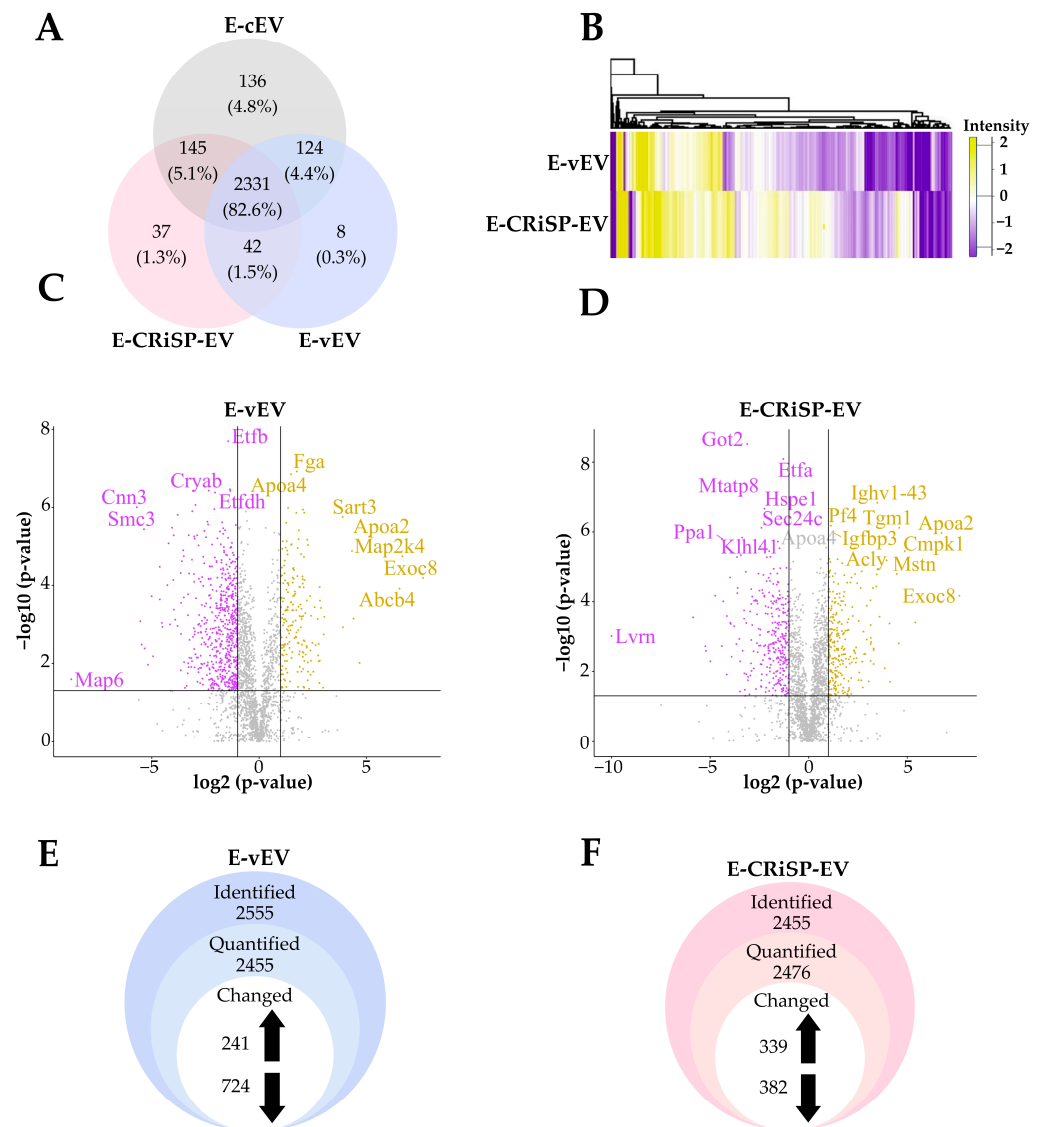 A
E-cEV
136
(4.8%)
145
(5.1%)
124
(4.4%)
2331
(82.6%)
37
(1.3%)
42
(1.5%)
8
(0.3%)
E-CRiSP-EV
E-vEV
B
Intensity
E-vEV
E-CRiSP-EV
2
1
0
−1
−2
C
E-vEV
−log10 (p-value)
8
6
4
2
0
Etfb
Fga
Cryab
Apoa4
Cnn3
Etfdh
Sart3
Smc3
Apoa2
Map2k4
Exoc8
Abcb4
Map6
−5
0
5
log2 (p-value)
D
E-CRiSP-EV
−log10 (p-value)
8
6
4
2
0
Got2
Etfa
Mtatp8
Ighv1-43
Hspe1
Sec24c
Pf4
Tgm1
Apoa2
Ppa1
Apoa4
Igfbp3
Cmpk1
Klhl41
Acly
Mstn
Exoc8
Lvrn
−10
−5
0
5
log2 (p-value)
E
E-vEV
Identified
2555
Quantified
2455
Changed
241
724
F
E-CRiSP-EV
Identified
2455
Quantified
2476
Changed
339
382